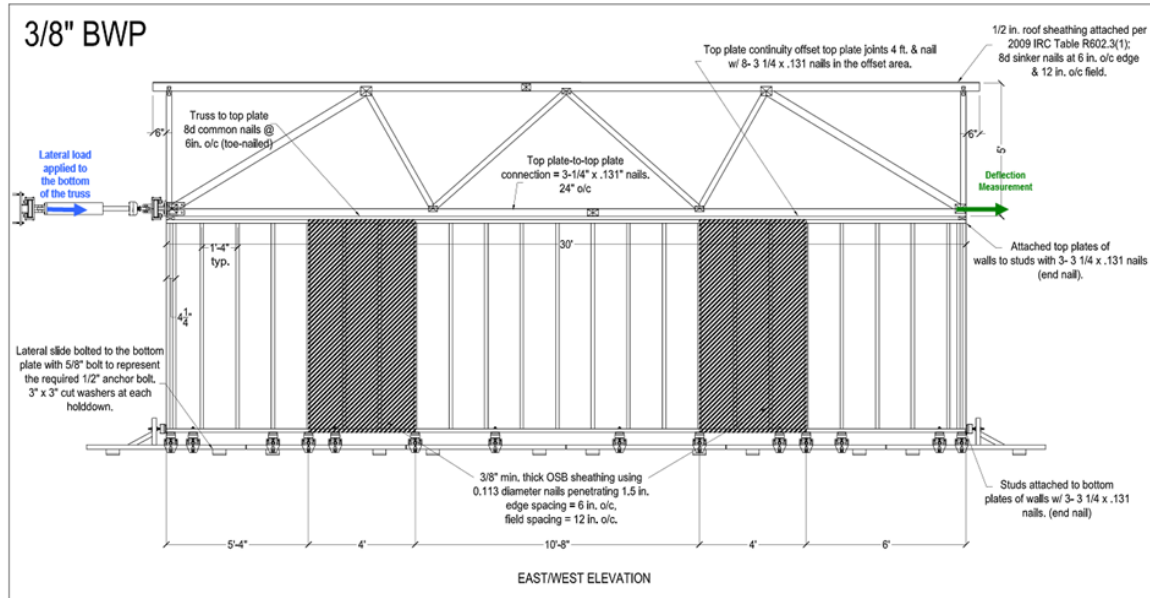 3/8" BWP
1/2 in. roof sheathing attached per
2009 IRC Table R602.3(1);
8d sinker nails at 6 in. o/c edge
& 12 in. o/c field.
Top plate continuity offset top plate joints 4 ft. & nail
w/ 8- 3 1/4 x .131 nails in the offset area.
Truss to top plate
8d common nails @
6in. o/c (toe-nailed)
6"
6"
5'
Lateral load
applied to
the bottom
of the truss
Top plate-to-top plate
connection = 3-1/4" x .131" nails.
24" o/c
Deflection
Measurement
1'-4"
typ.
30'
Attached top plates of
walls to studs with 3- 3 1/4 x .131 nails
(end nail).
4 1/4"
Lateral slide bolted to the bottom
plate with 5/8" bolt to represent
the required 1/2" anchor bolt.
3" x 3" cut washers at each
holddown.
3/8" min. thick OSB sheathing using
0.113 diameter nails penetrating 1.5 in.
edge spacing = 6 in. o/c,
field spacing = 12 in. o/c.
Studs attached to bottom
plates of walls w/ 3- 3 1/4 x .131
nails. (end nail)
5'-4"
4'
10'-8"
4'
6'
EAST/WEST ELEVATION